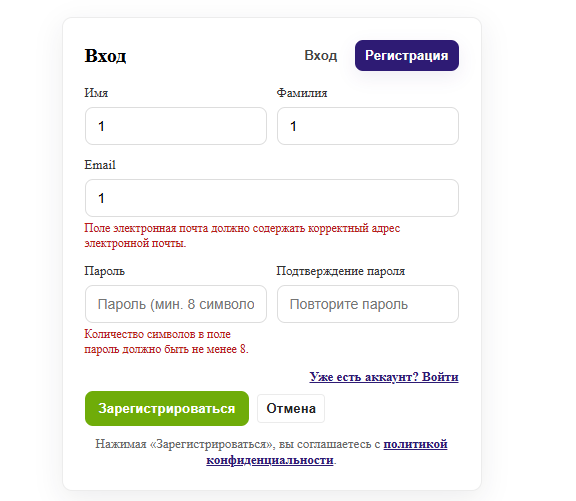 Вход Вход Регистрация
Имя Фамилия
1 1
Email
1
Поле электронная почта должно содержать корректный адрес
электронной почты.
Пароль Подтверждение пароля
Пароль (мин. 8 символо Повторите пароль
Количество символов в поле
пароль должно быть не менее 8.
Уже есть аккаунт? Войти
Зарегистрироваться Отмена
Нажимая «Зарегистрироваться», вы соглашаетесь с политикой
конфиденциальности.